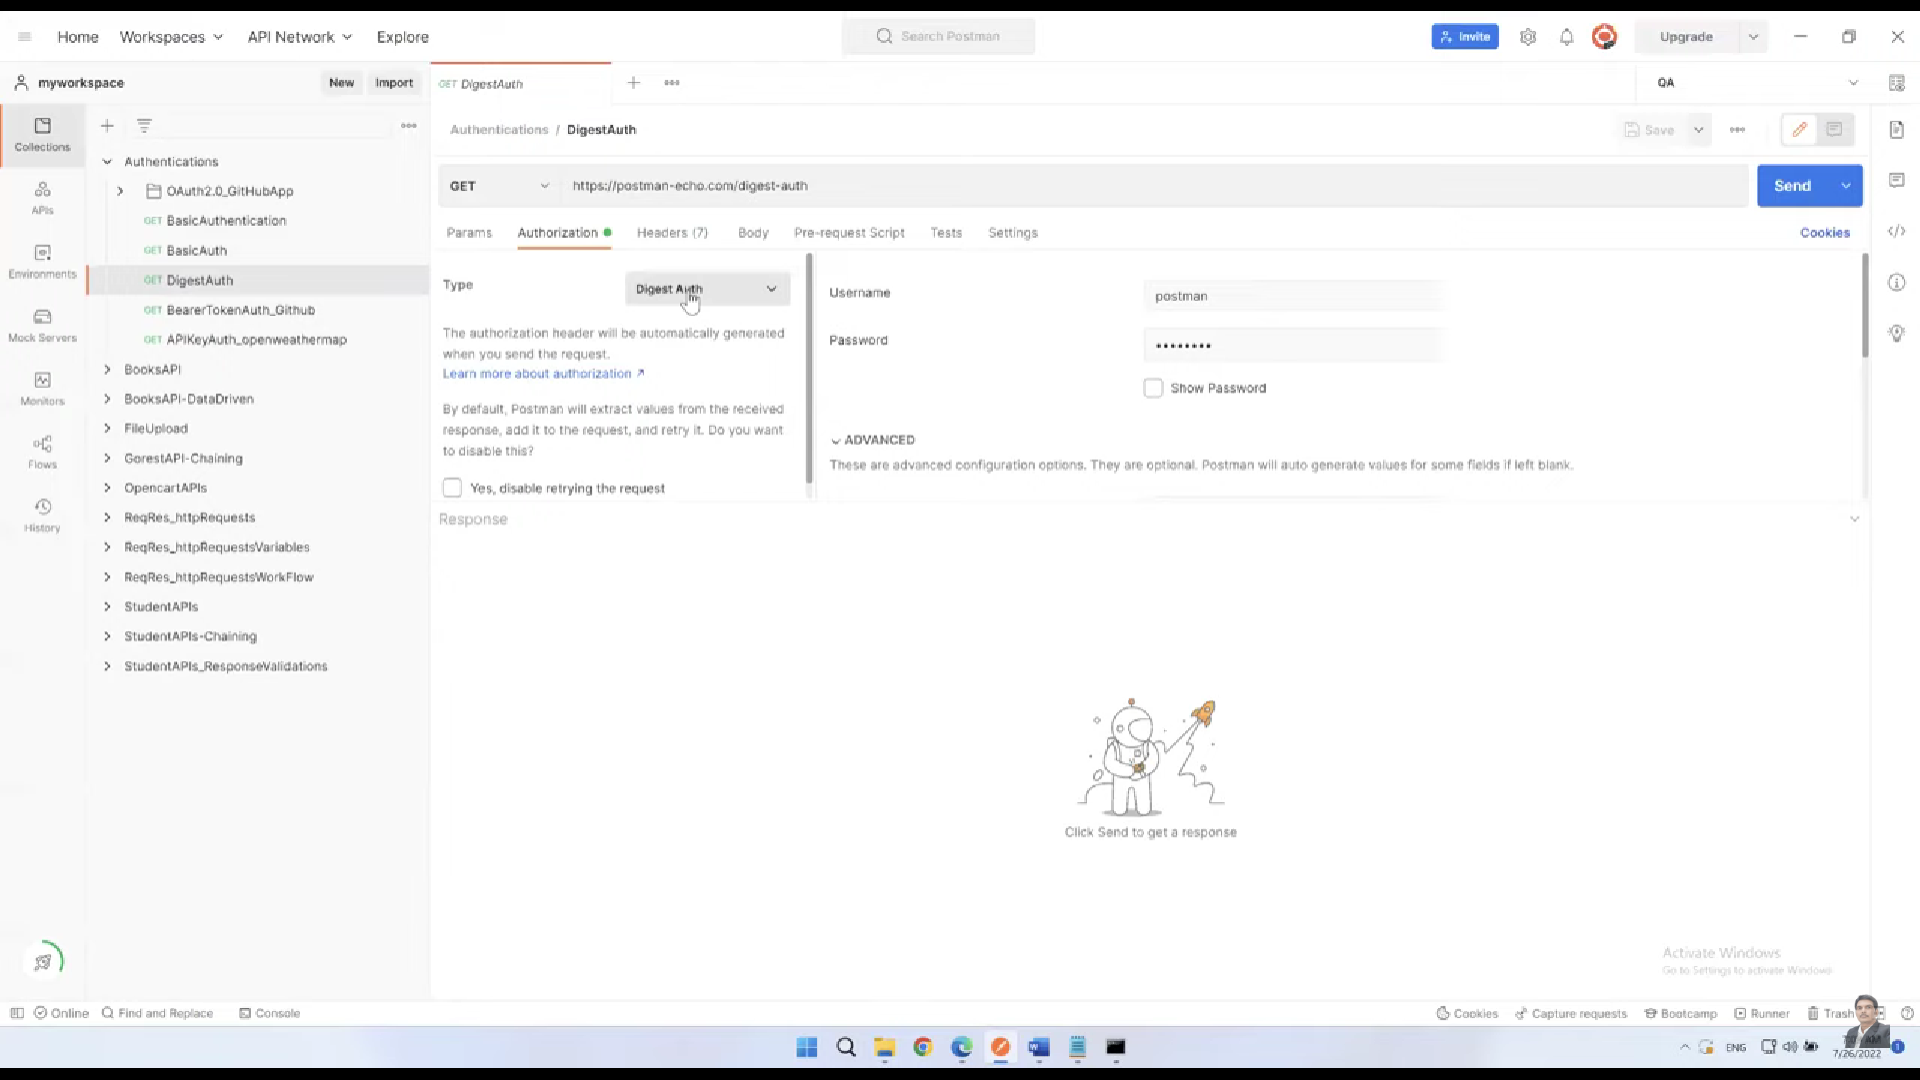 Home Workspaces API Network Explore
Search Postman
Invite
Upgrade
myworkspace
New Import
GET DigestAuth
QA
Collections
APIs
Environments
Mock Servers
Monitors
Flows
History
Authentications
OAuth2.0_GitHubApp
GET BasicAuthentication
GET BasicAuth
GET DigestAuth
GET BearerTokenAuth_Github
GET APIKeyAuth_openweathermap
BooksAPI
BooksAPI-DataDriven
FileUpload
GorestAPI-Chaining
OpencartAPIs
ReqRes_httpRequests
ReqRes_httpRequestsVariables
ReqRes_httpRequestsWorkFlow
StudentAPIs
StudentAPIs-Chaining
StudentAPIs_ResponseValidations
Authentications / DigestAuth
Save
GET https://postman-echo.com/digest-auth
Send
Params Authorization Headers (7) Body Pre-request Script Tests Settings
Cookies
Type
Digest Auth
The authorization header will be automatically generated
when you send the request.
Learn more about authorization ↗
By default, Postman will extract values from the received
response, add it to the request, and retry it. Do you want
to disable this?
Yes, disable retrying the request
Username
postman
Password
••••••••
Show Password
ADVANCED
These are advanced configuration options. They are optional. Postman will auto generate values for some fields if left blank.
Response
Click Send to get a response
Activate Windows
Go to Settings to activate Windows
Online Find and Replace Console
Cookies Capture requests Bootcamp Runner Trash
ENG
7/26/2022
1